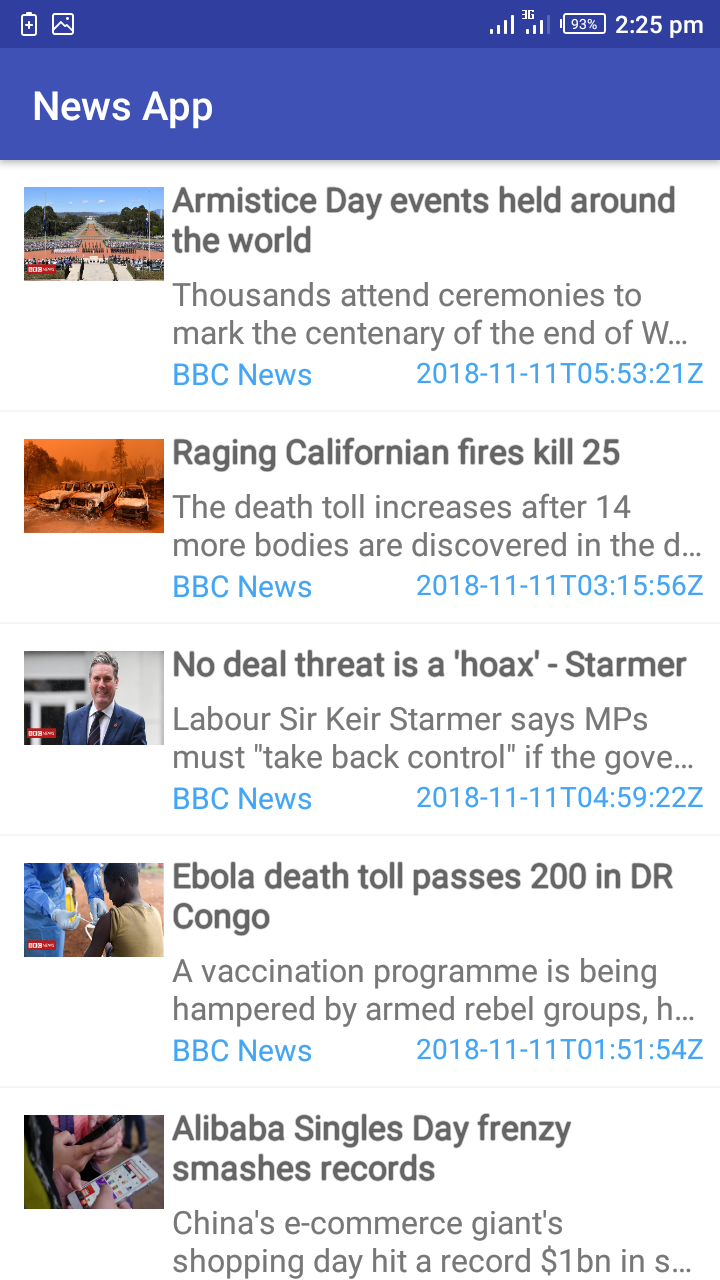 3G 93% 2:25 pm
News App
Armistice Day events held around
the world
Thousands attend ceremonies to
mark the centenary of the end of W...
BBC News 2018-11-11T05:53:21Z
Raging Californian fires kill 25
The death toll increases after 14
more bodies are discovered in the d...
BBC News 2018-11-11T03:15:56Z
No deal threat is a 'hoax' - Starmer
Labour Sir Keir Starmer says MPs
must "take back control" if the gove...
BBC News 2018-11-11T04:59:22Z
Ebola death toll passes 200 in DR
Congo
A vaccination programme is being
hampered by armed rebel groups, h...
BBC News 2018-11-11T01:51:54Z
Alibaba Singles Day frenzy
smashes records
China's e-commerce giant's
shopping day hit a record $1bn in s...
BBC NEWS
BBC NEWS
BBC NEWS